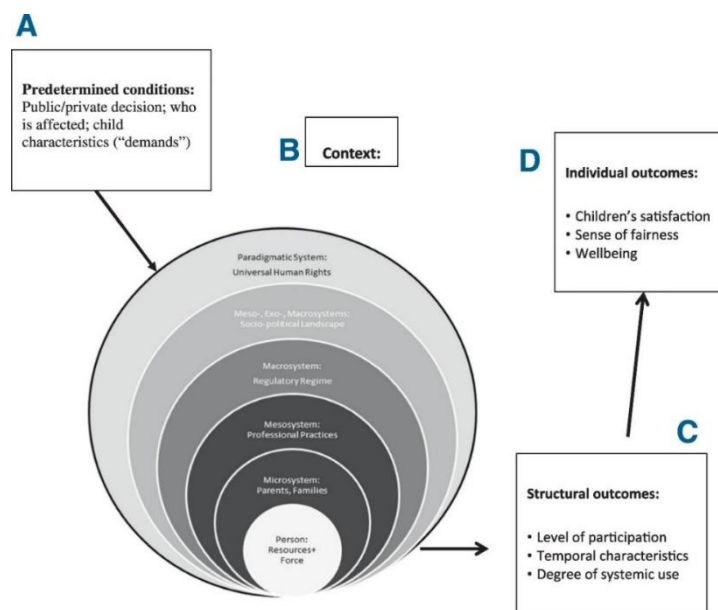 A
Predetermined conditions:
Public/private decision; who
is affected; child
characteristics (“demands”)
B
Context:
Paradigmatic System:
Universal Human Rights
Meso-, Exo-, Macrosystems:
Socio-political Landscape
Macrosystem:
Regulatory Regime
Mesosystem:
Professional Practices
Microsystem:
Parents, Families
Person:
Resources+
Force
C
Structural outcomes:
• Level of participation
• Temporal characteristics
• Degree of systemic use
D
Individual outcomes:
• Children’s satisfaction
• Sense of fairness
• Wellbeing